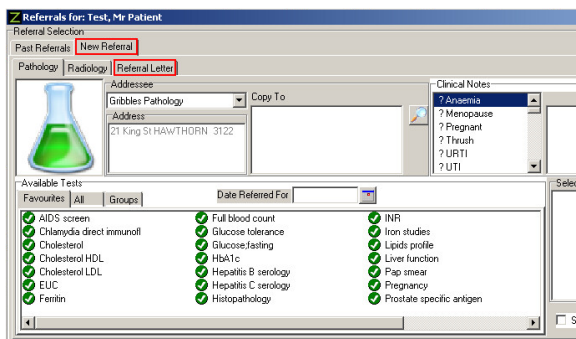 Referrals for: Test, Mr Patient
Referral Selection
Past Referrals New Referral
Pathology Radiology Referral Letter
Addressee
Gribbles Pathology
Address
21 King St HAWTHORN 3122
Copy To
Clinical Notes
? Anaemia
? Menopause
? Pregnant
? Thrush
? URTI
? UTI
Available Tests
Favourites All Groups
Date Referred For
AIDS screen
Chlamydia direct immunofl
Cholesterol
Cholesterol HDL
Cholesterol LDL
EUC
Ferritin
Full blood count
Glucose tolerance
Glucose;fasting
HbA1c
Hepatitis B serology
Hepatitis C serology
Histopathology
INR
Iron studies
Lipids profile
Liver function
Pap smear
Pregnancy
Prostate specific antigen
Selec
S